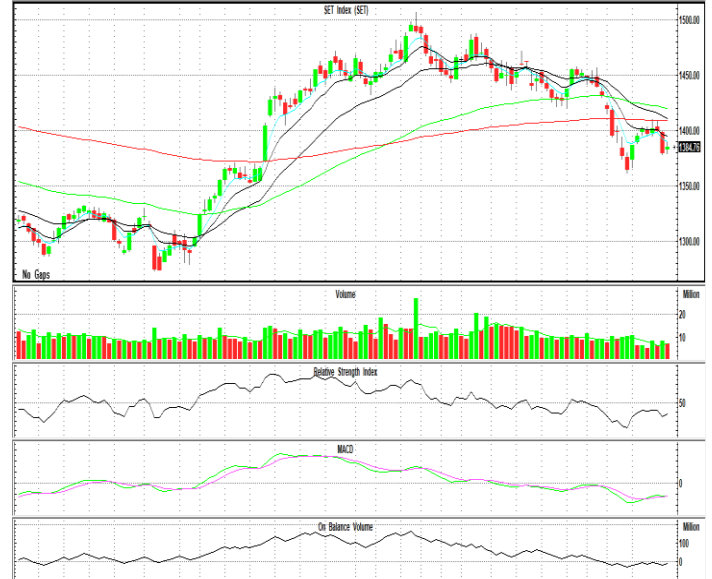 SET Index (SET)
1500.00
1450.00
1400.00
1384.76
1350.00
1300.00
No Gaps
Volume
Million
20
10
Relative Strength Index
50
MACD
0
On Balance Volume
Million
100
0